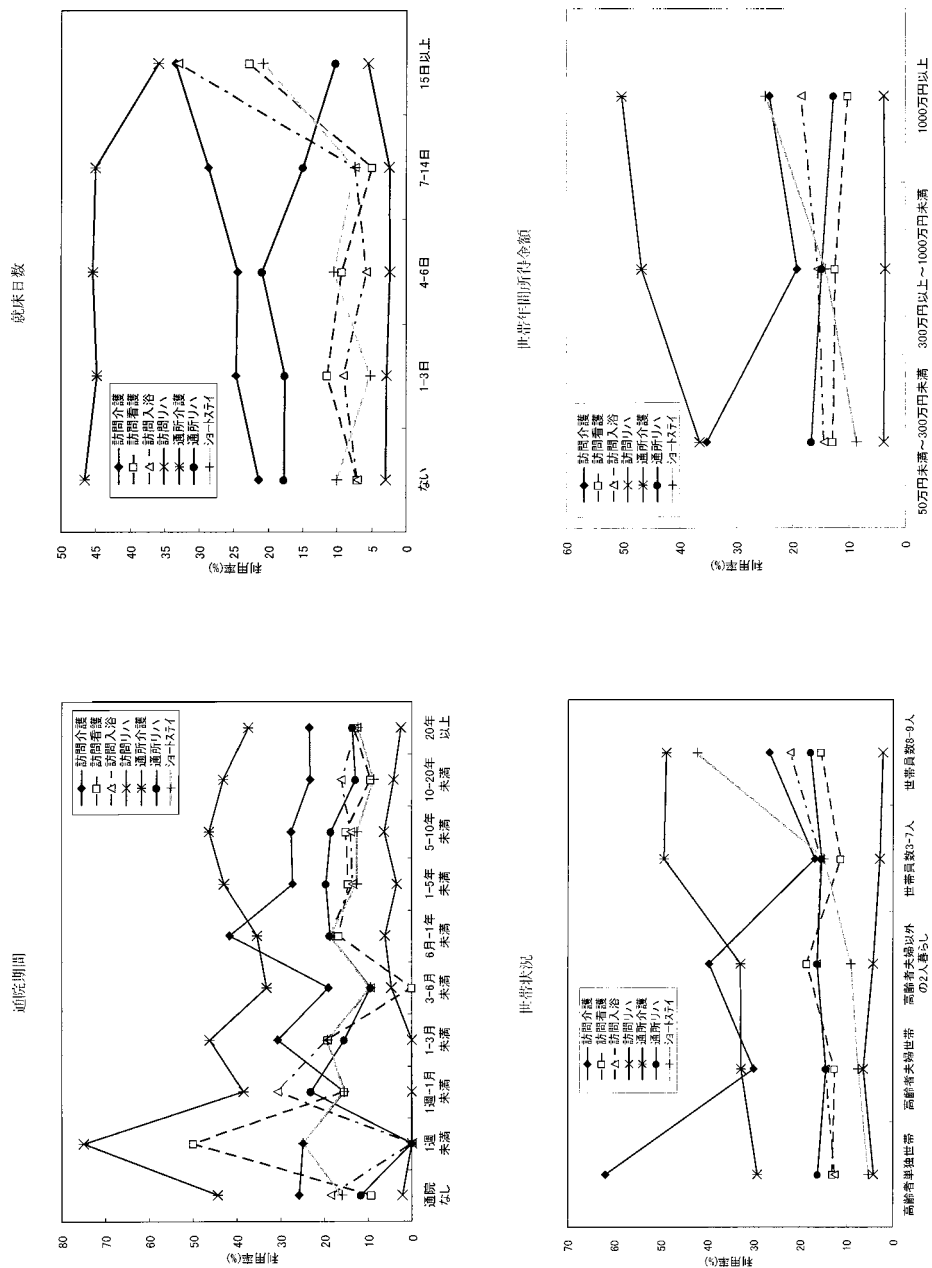 通院期間
80
70
60
50
40
30
20
10
0
利用率(%)
訪問介護
訪問看護
訪問入浴
訪問リハ
通所介護
通所リハ
ショートステイ
通院
なし
1週
未満
1週-1月
未満
1-3月
未満
3-6月
未満
6月-1年
未満
1-5年
未満
5-10年
未満
10-20年
未満
20年
以上
就床日数
50
45
40
35
30
25
20
15
10
5
0
利用率(%)
訪問介護
訪問看護
訪問入浴
訪問リハ
通所介護
通所リハ
ショートステイ
ない
1-3日
4-6日
7-14日
15日以上
世帯状況
70
60
50
40
30
20
10
0
利用率(%)
訪問介護
訪問看護
訪問入浴
訪問リハ
通所介護
通所リハ
ショートステイ
高齢者単独世帯
高齢者夫婦世帯
高齢者夫婦以外
の2人暮らし
世帯員数3-7人
世帯員数8-9人
世帯年間所得金額
60
50
40
30
20
10
0
利用率(%)
訪問介護
訪問看護
訪問入浴
訪問リハ
通所介護
通所リハ
ショートステイ
50万円未満～300万円未満
300万円以上～1000万円未満
1000万円以上